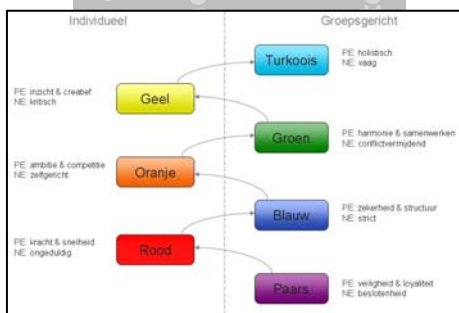 Individueel
Groepsgericht
Turkoois
PE: holistisch
NE: vaag
PE: inzicht & creatief
NE: kritisch
Geel
Groen
PE: harmonie & samenwerken
NE: conflictvermijdend
PE: ambitie & competitie
NE: zelfgericht
Oranje
Blauw
PE: zekerheid & structuur
NE: strict
PE: kracht & snelheid
NE: ongeduldig
Rood
Paars
PE: veiligheid & loyaliteit
NE: beslotenheid